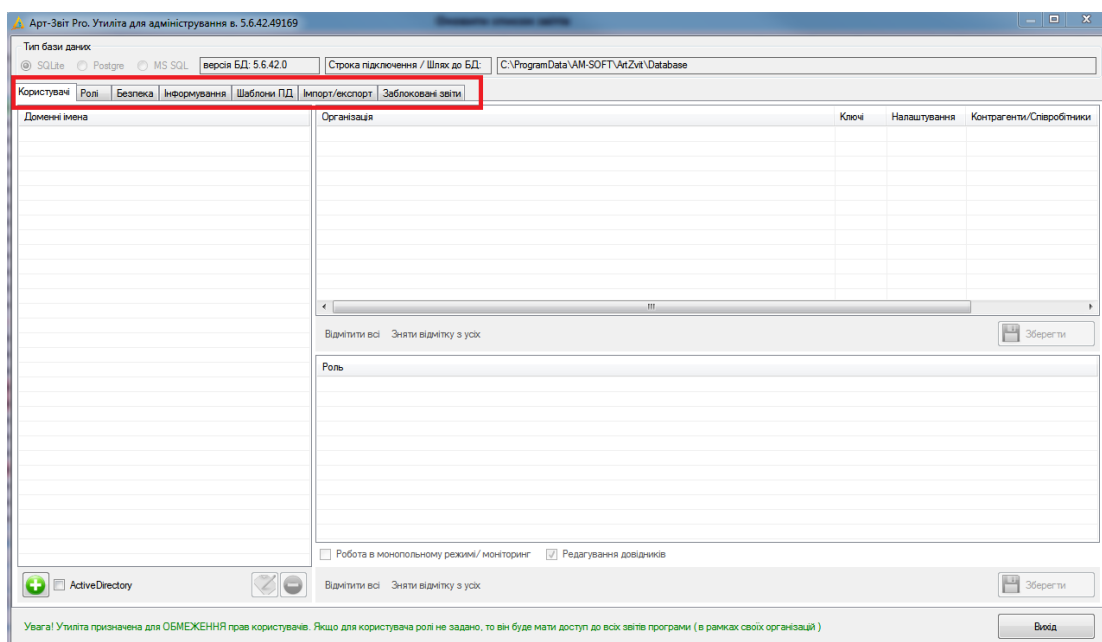 Арт-Звіт Pro. Утиліта для адміністрування в. 5.6.42.49169
Тип бази даних
SQLite Postgre MS SQL версія БД: 5.6.42.0 Строка підключення / Шлях до БД: C:\ProgramData\AM-SOFT\ArtZvit\Database
Користувачі Ролі Безпека Інформування Шаблони ПД Імпорт/експорт Заблоковані звіти
Доменні імена Організація Ключі Налаштування Контрагенти/Співробітники
Відмітити всі Зняти відмітку з усіх Зберегти
Роль
Робота в монопольному режимі/ моніторинг Редагування довідників
ActiveDirectory Відмітити всі Зняти відмітку з усіх Зберегти
Увага! Утиліта призначена для ОБМЕЖЕННЯ прав користувачів. Якщо для користувача ролі не задано, то він буде мати доступ до всіх звітів програми ( в рамках своїх організацій ) Вихід